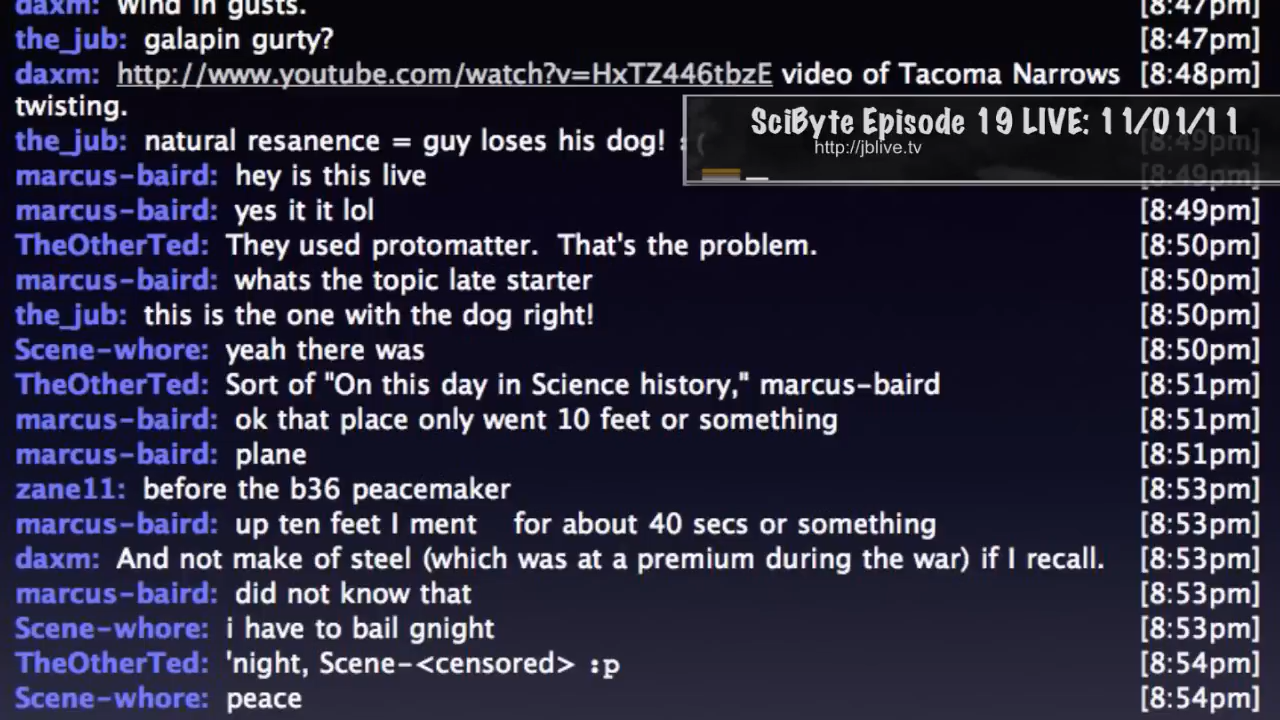 daxm: wind in gusts. [8:47pm]
the_jub: galapin gurty? [8:47pm]
daxm: http://www.youtube.com/watch?v=HxTZ446tbzE video of Tacoma Narrows [8:48pm]
twisting.
SciByte Episode 19 LIVE: 11/01/11
http://jblive.tv
the_jub: natural resanence = guy loses his dog! :( [8:49pm]
marcus-baird: hey is this live [8:49pm]
marcus-baird: yes it it lol [8:49pm]
TheOtherTed: They used protomatter. That's the problem. [8:50pm]
marcus-baird: whats the topic late starter [8:50pm]
the_jub: this is the one with the dog right! [8:50pm]
Scene-whore: yeah there was [8:50pm]
TheOtherTed: Sort of "On this day in Science history," marcus-baird [8:51pm]
marcus-baird: ok that place only went 10 feet or something [8:51pm]
marcus-baird: plane [8:51pm]
zane11: before the b36 peacemaker [8:53pm]
marcus-baird: up ten feet I ment for about 40 secs or something [8:53pm]
daxm: And not make of steel (which was at a premium during the war) if I recall. [8:53pm]
marcus-baird: did not know that [8:53pm]
Scene-whore: i have to bail gnight [8:53pm]
TheOtherTed: 'night, Scene-<censored> :p [8:54pm]
Scene-whore: peace [8:54pm]